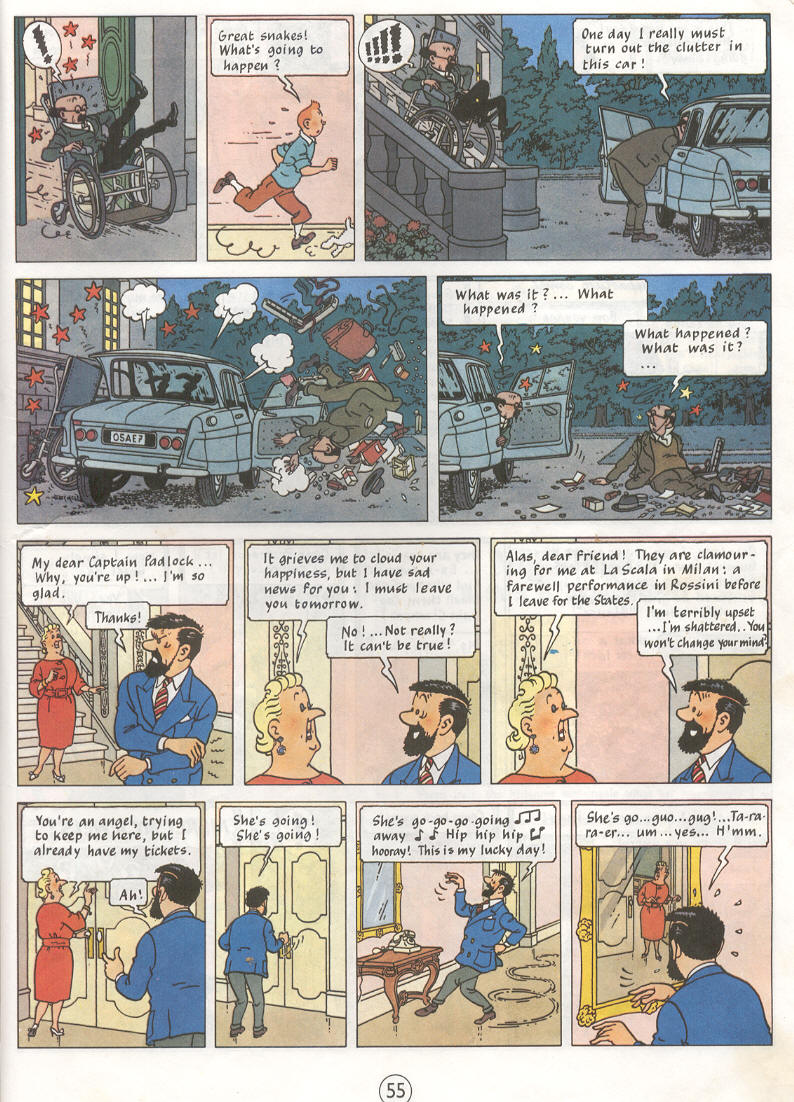 !
Great snakes!
What's going to
happen?
!!!!
One day I really must
turn out the clutter in
this car!
OSAE7
What was it?... What
happened?
What happened?
What was it?
...
My dear Captain Padlock...
Why, you're up!... I'm so
glad.
Thanks!
It grieves me to cloud your
happiness, but I have sad
news for you: I must leave
you tomorrow.
No!...Not really?
It can't be true!
Alas, dear friend! They are clamour-
ing for me at La Scala in Milan: a
farewell performance in Rossini before
I leave for the States.
I'm terribly upset
...I'm shattered..You
won't change your mind?
You're an angel, trying
to keep me here, but I
already have my tickets.
Ah!
She's going!
She's going!
She's go-go-go-going ♫♪
away ♪ ♪ Hip hip hip ♫
hooray! This is my lucky day!
She's go...guo...gug!...Ta-ra-
ra-er... um...yes... H'mm.
55